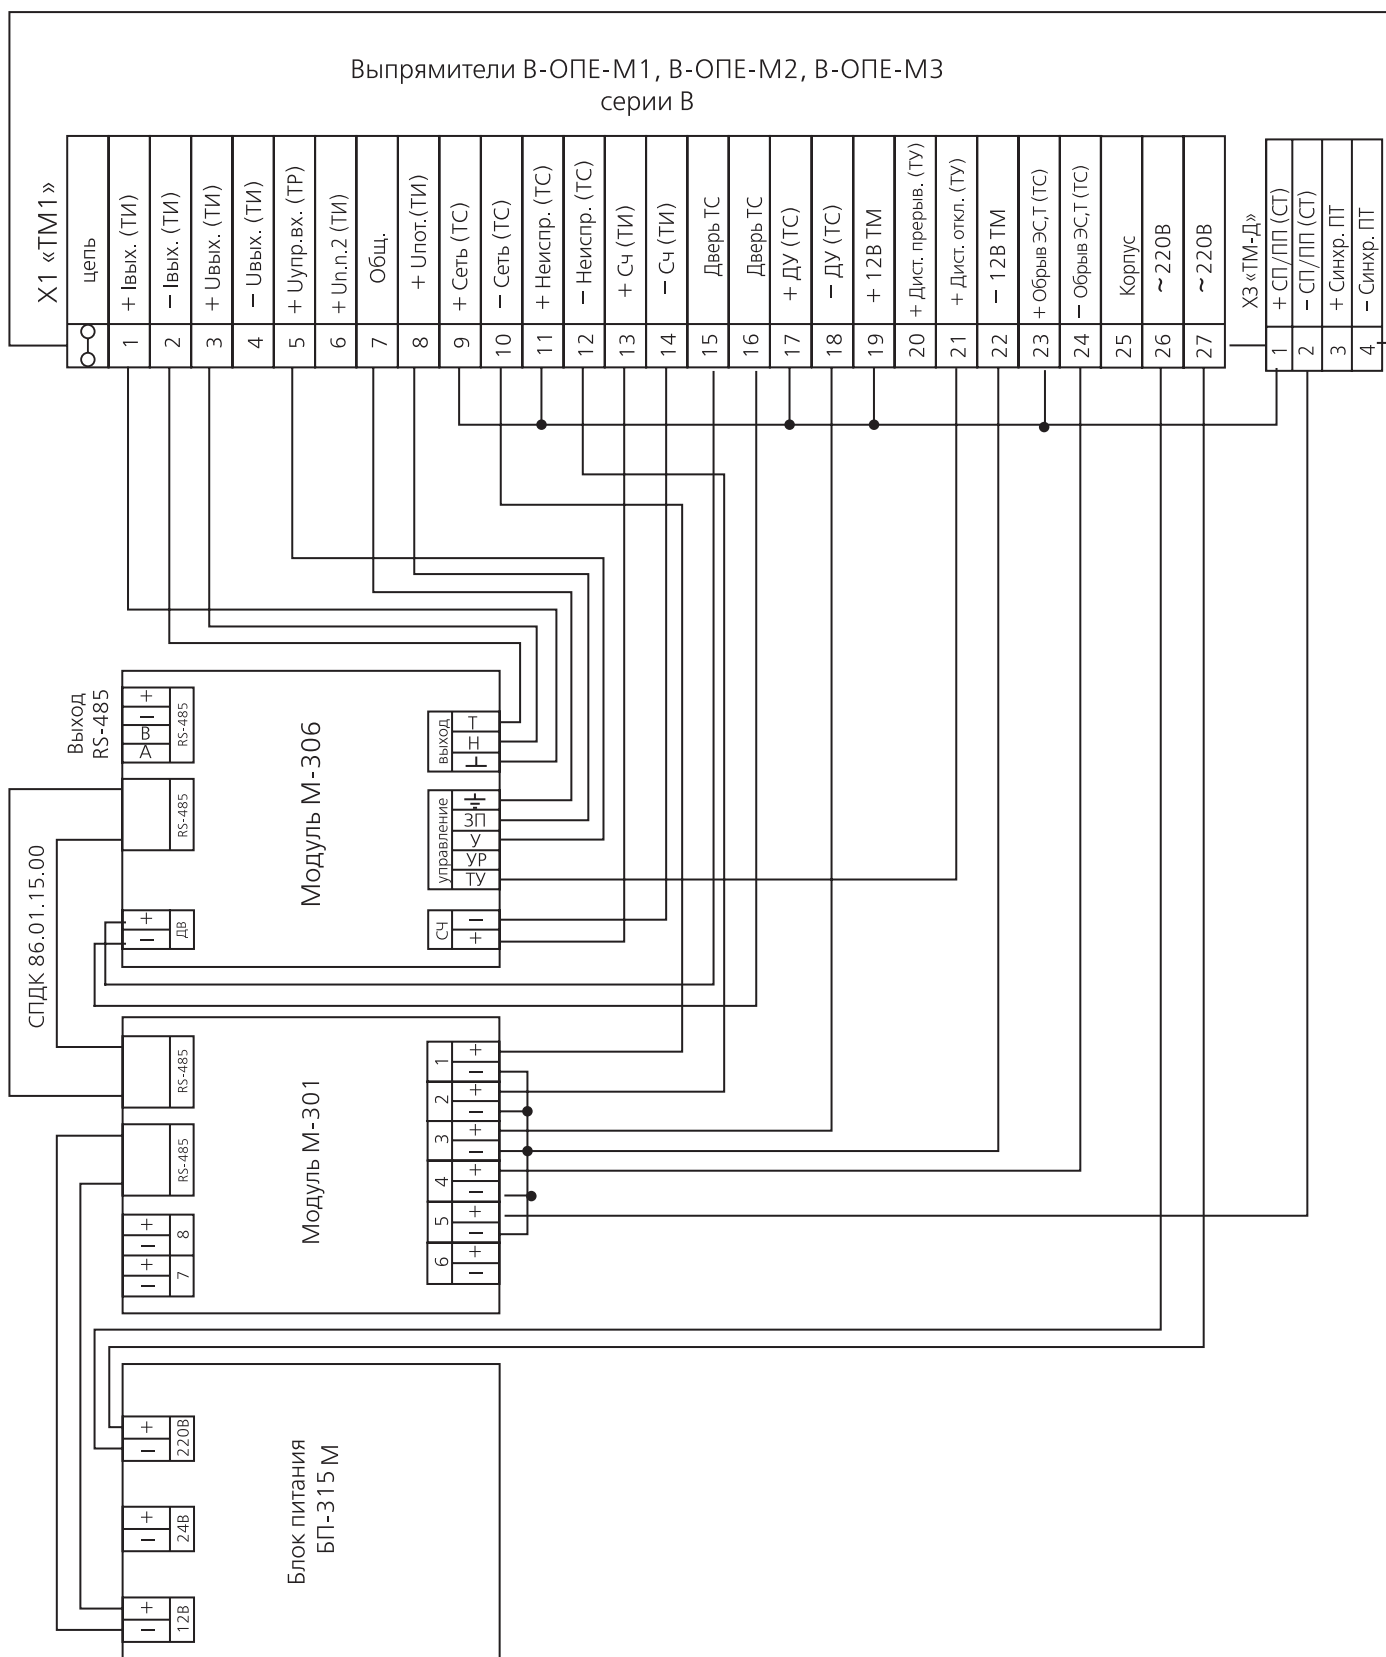 Выпрямители В-ОПЕ-М1, В-ОПЕ-М2, В-ОПЕ-М3
серии В
X1 «ТМ1»
цепь
1 + Iвых. (ТИ)
2 – Iвых. (ТИ)
3 + Uвых. (ТИ)
4 – Uвых. (ТИ)
5 + Uупр.вх. (ТР)
6 + Uп.п.2 (ТИ)
7 Общ.
8 + Uпот.(ТИ)
9 + Сеть (ТС)
10 – Сеть (ТС)
11 + Неиспр. (ТС)
12 – Неиспр. (ТС)
13 + Сч (ТИ)
14 – Сч (ТИ)
15 Дверь ТС
16 Дверь ТС
17 + ДУ (ТС)
18 – ДУ (ТС)
19 + 12В ТМ
20 + Дист. прерыв. (ТУ)
21 + Дист. откл. (ТУ)
22 – 12В ТМ
23 + Обрыв ЭС,Т (ТС)
24 – Обрыв ЭС,Т (ТС)
25 Корпус
26 ~220В
27 ~220В
Х3 «ТМ-Д»
1 + СП/ПП (СТ)
2 – СП/ПП (СТ)
3 + Синхр. ПТ
4 – Синхр. ПТ
Выход
RS-485
+
–
B
A
RS-485
RS-485
+
–
ДВ
Модуль М-306
выход
Т
Н
⊥
управление
ЗП
У
УР
ТУ
СЧ
–
+
СПДК 86.01.15.00
RS-485
RS-485
+
–
8
+
–
7
Модуль М-301
1 + –
2 + –
3 + –
4 + –
5 + –
6 + –
Блок питания
БП-315 М
+
–
220В
+
–
24В
+
–
12В